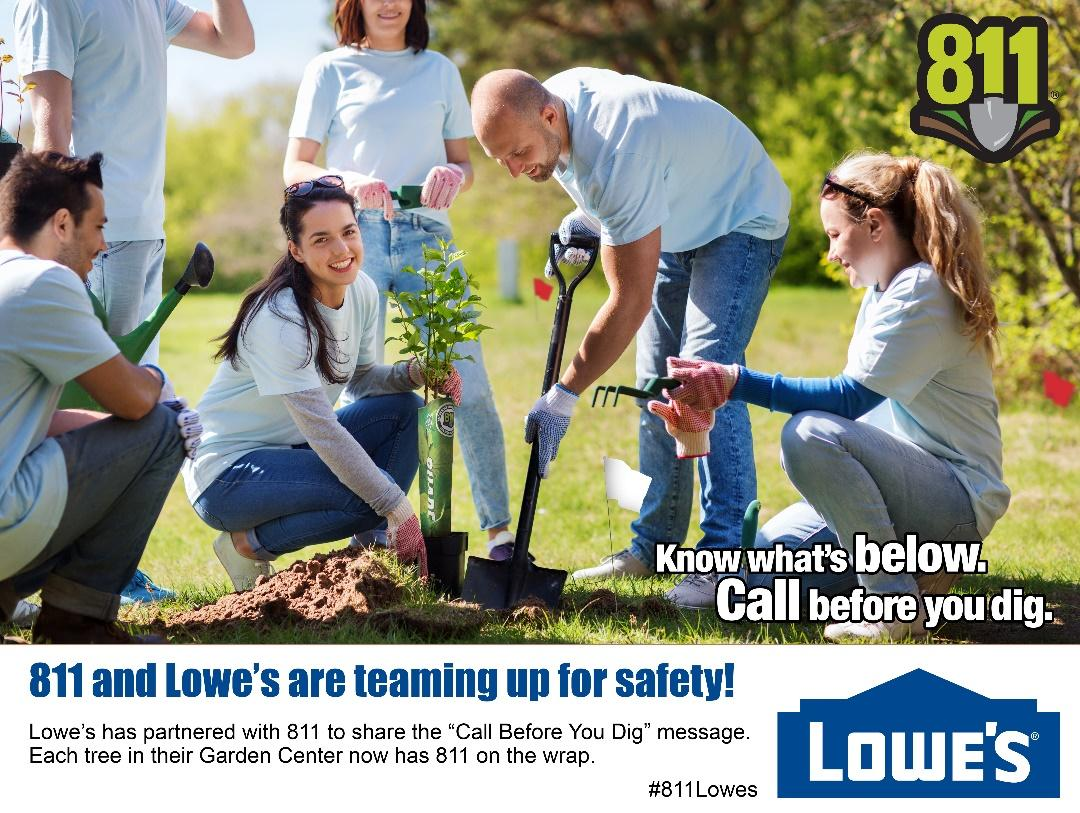 811
Know what's below.
Call before you dig.
811 and Lowe's are teaming up for safety!
Lowe's has partnered with 811 to share the “Call Before You Dig” message.
Each tree in their Garden Center now has 811 on the wrap.
#811Lowes
LOWE'S